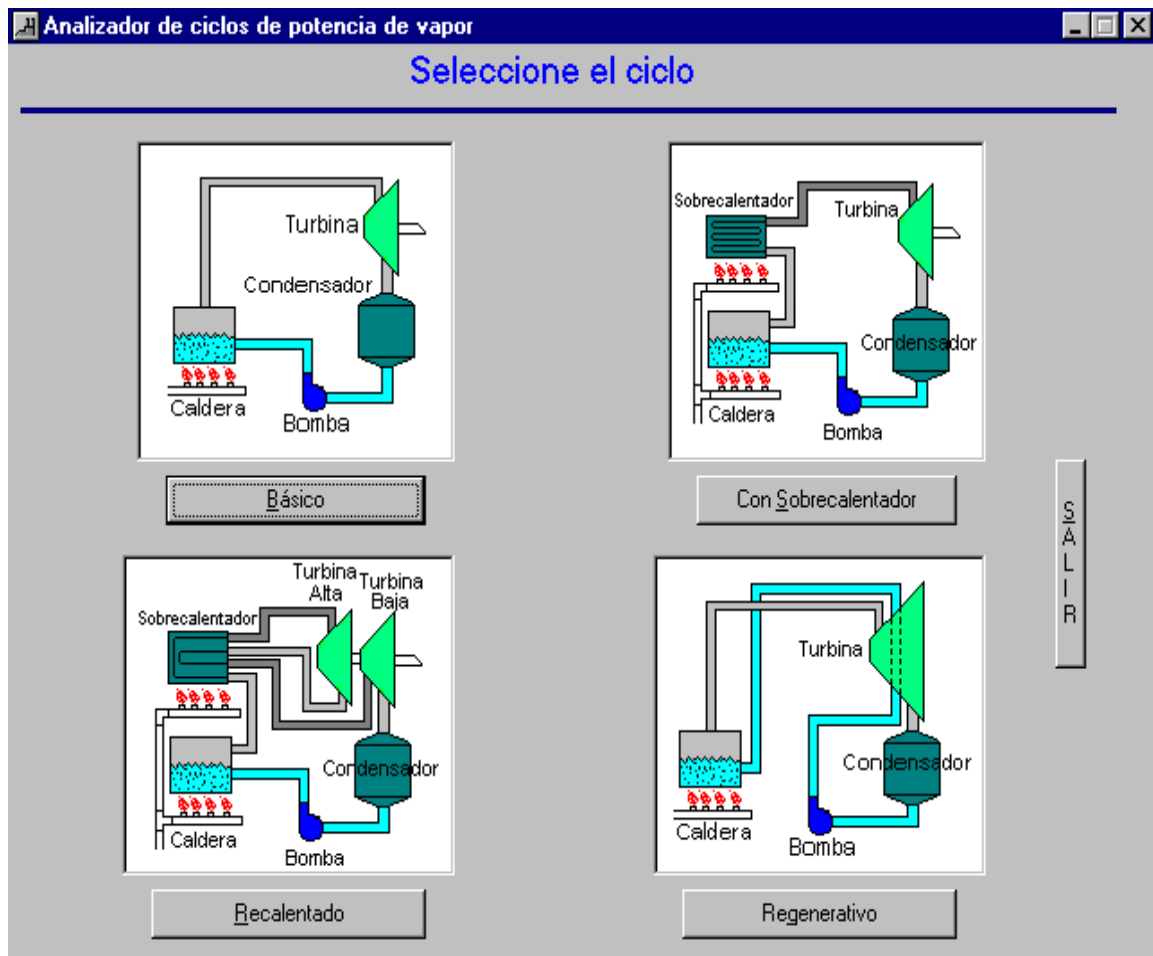 Analizador de ciclos de potencia de vapor
Seleccione el ciclo
Turbina
Condensador
Caldera
Bomba
Básico
Sobrecalentador
Turbina
Condensador
Caldera
Bomba
Con Sobrecalentador
Turbina
Alta
Turbina
Baja
Sobrecalentador
Condensador
Caldera
Bomba
Recalentado
Turbina
Condensador
Caldera
Bomba
Regenerativo
SALIR